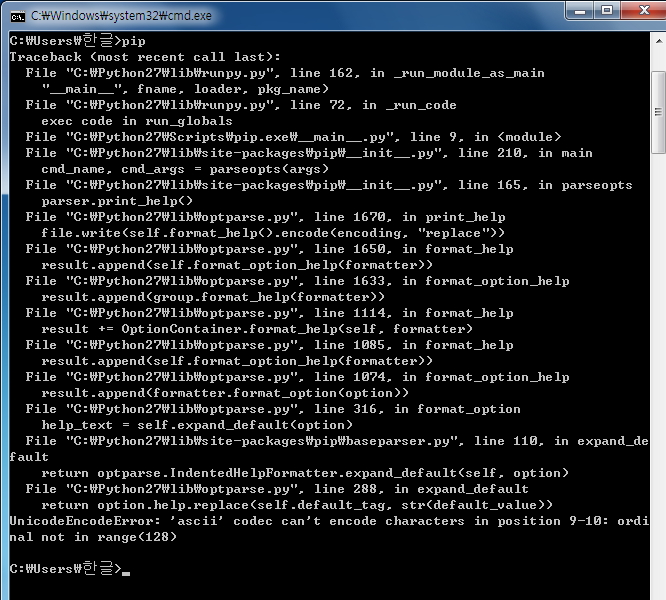 C:\Windows\system32\cmd.exe
C:\Users\한글>pip
Traceback (most recent call last):
  File "C:\Python27\lib\runpy.py", line 162, in _run_module_as_main
    "__main__", fname, loader, pkg_name)
  File "C:\Python27\lib\runpy.py", line 72, in _run_code
    exec code in run_globals
  File "C:\Python27\Scripts\pip.exe\__main__.py", line 9, in <module>
  File "C:\Python27\lib\site-packages\pip\__init__.py", line 210, in main
    cmd_name, cmd_args = parseopts(args)
  File "C:\Python27\lib\site-packages\pip\__init__.py", line 165, in parseopts
    parser.print_help()
  File "C:\Python27\lib\optparse.py", line 1670, in print_help
    file.write(self.format_help().encode(encoding, "replace"))
  File "C:\Python27\lib\optparse.py", line 1650, in format_help
    result.append(self.format_option_help(formatter))
  File "C:\Python27\lib\optparse.py", line 1633, in format_option_help
    result.append(group.format_help(formatter))
  File "C:\Python27\lib\optparse.py", line 1114, in format_help
    result += OptionContainer.format_help(self, formatter)
  File "C:\Python27\lib\optparse.py", line 1085, in format_help
    result.append(self.format_option_help(formatter))
  File "C:\Python27\lib\optparse.py", line 1074, in format_option_help
    result.append(formatter.format_option(option))
  File "C:\Python27\lib\optparse.py", line 316, in format_option
    help_text = self.expand_default(option)
  File "C:\Python27\lib\site-packages\pip\baseparser.py", line 110, in expand_de
fault
    return optparse.IndentedHelpFormatter.expand_default(self, option)
  File "C:\Python27\lib\optparse.py", line 288, in expand_default
    return option.help.replace(self.default_tag, str(default_value))
UnicodeEncodeError: 'ascii' codec can't encode characters in position 9-10: ordi
nal not in range(128)
C:\Users\한글>_